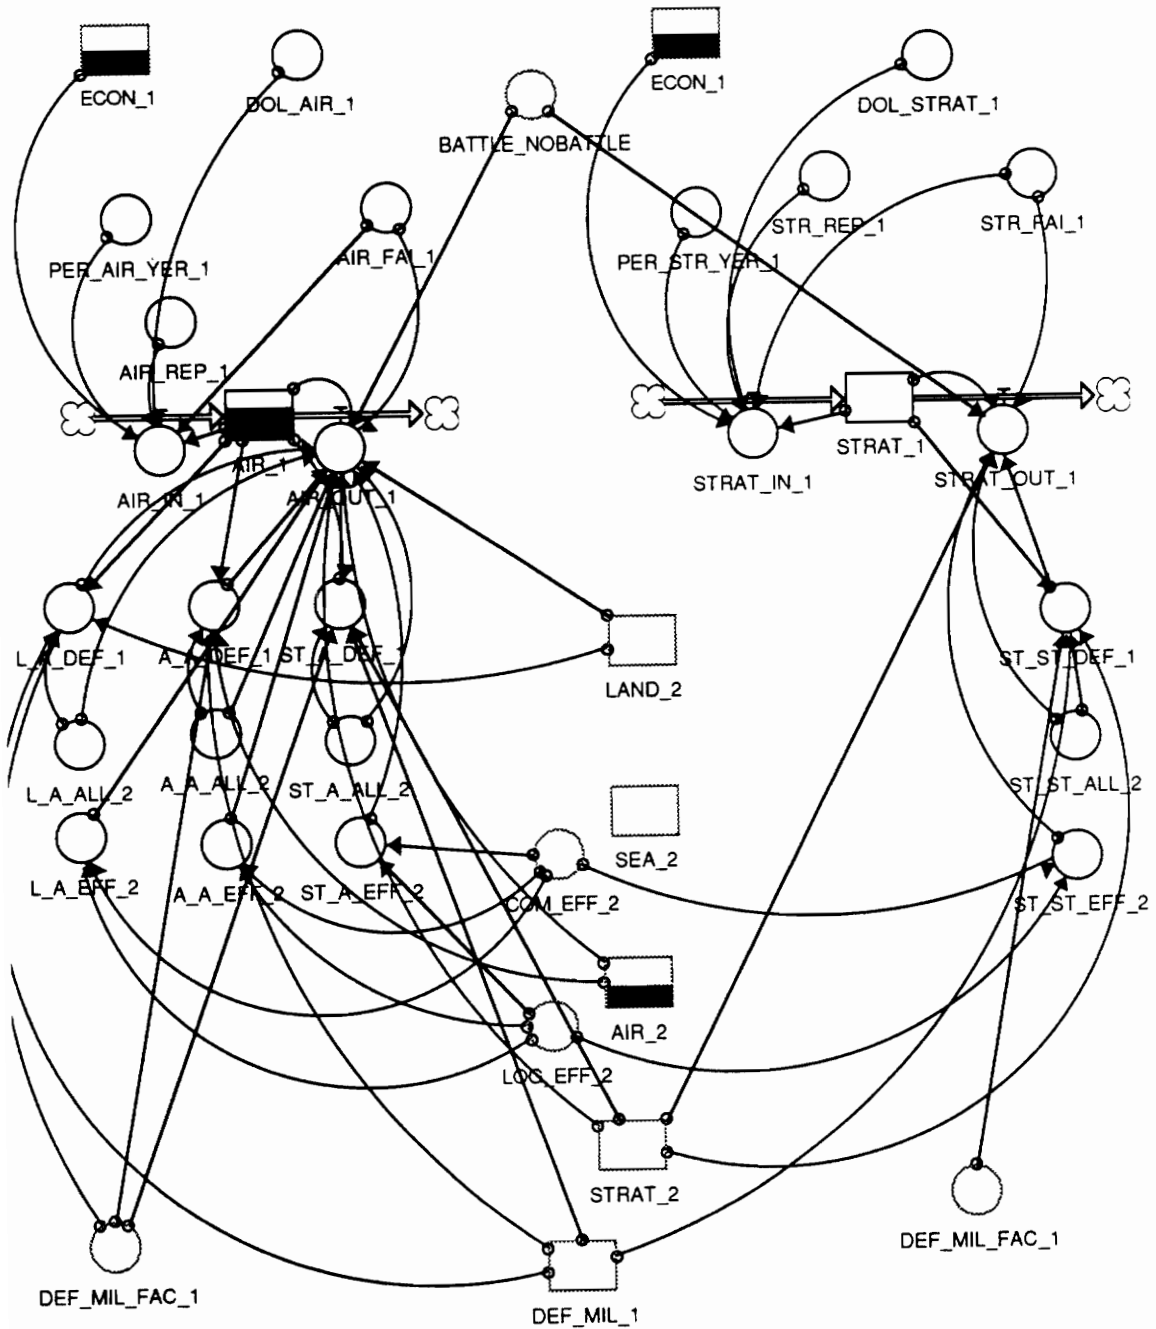 ECON_1
DOL_AIR_1
BATTLE_NOBATTLE
ECON_1
DOL_STRAT_1
PER_AIR_YER_1
AIR_FAI_1
PER_STR_YER_1
STR_REP_1
STR_FAI_1
AIR_REP_1
AIR_IN_1
AIR_1
AIR_OUT_1
STRAT_IN_1
STRAT_1
STRAT_OUT_1
L_A_DEF_1
A_A_DEF_1
ST_A_DEF_1
LAND_2
ST_ST_DEF_1
L_A_ALL_2
A_A_ALL_2
ST_A_ALL_2
ST_ST_ALL_2
L_A_EFF_2
A_A_EFF_2
ST_A_EFF_2
SEA_2
COM_EFF_2
ST_ST_EFF_2
AIR_2
LOG_EFF_2
STRAT_2
DEF_MIL_FAC_1
DEF_MIL_FAC_1
DEF_MIL_1